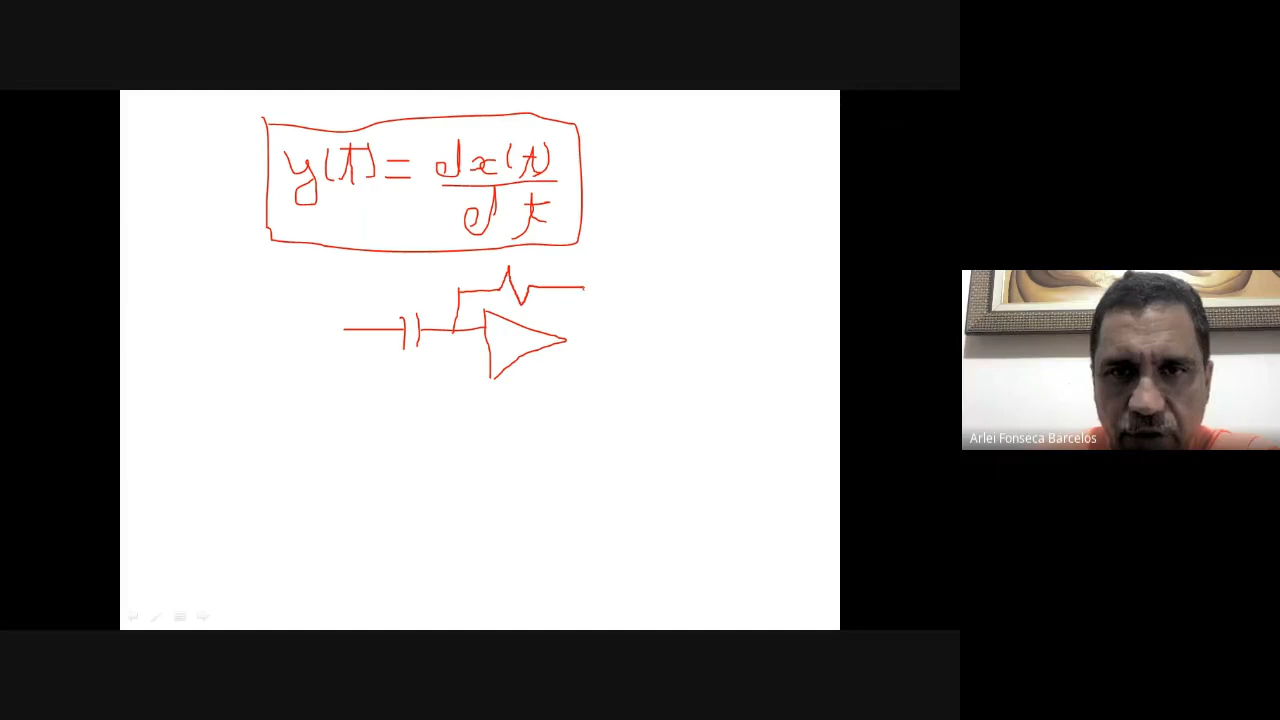 y(t) = dx(t)
dt
Arlei Fonseca Barcelos